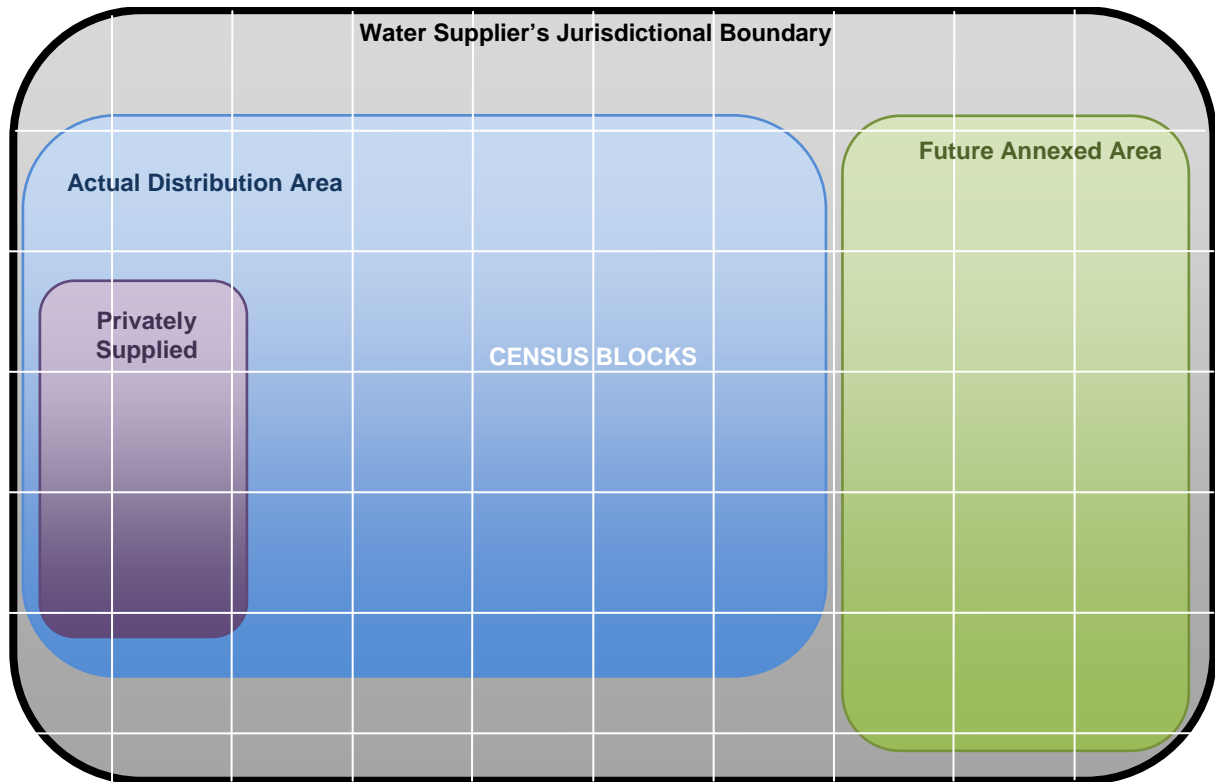 Water Supplier’s Jurisdictional Boundary
Future Annexed Area
Actual Distribution Area
Privately
Supplied
CENSUS BLOCKS